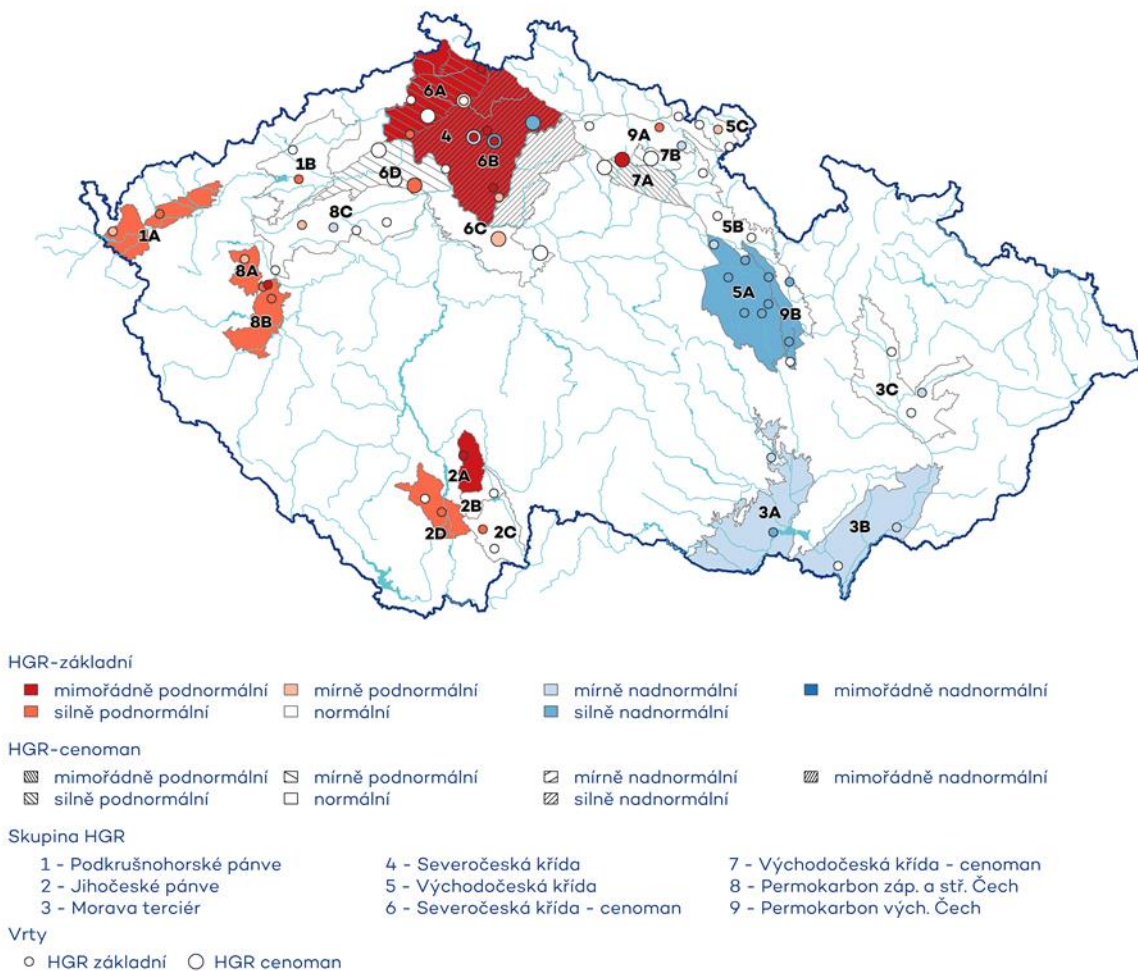 6A
5C
4
9A
7B
1B
6B
6D
7A
8C
6C
5B
1A
8A
5A
9B
8B
3C
2A
2B
3A
3B
2D
2C
HGR-základní
mimořádně podnormální mírně podnormální mírně nadnormální mimořádně nadnormální
silně podnormální normální silně nadnormální
HGR-cenoman
mimořádně podnormální mírně podnormální mírně nadnormální mimořádně nadnormální
silně podnormální normální silně nadnormální
Skupina HGR
1 - Podkrušnohorské pánve 4 - Severočeská křída 7 - Východočeská křída - cenoman
2 - Jihočeské pánve 5 - Východočeská křída 8 - Permokarbon záp. a stř. Čech
3 - Morava terciér 6 - Severočeská křída - cenoman 9 - Permokarbon vých. Čech
Vrty
HGR základní HGR cenoman